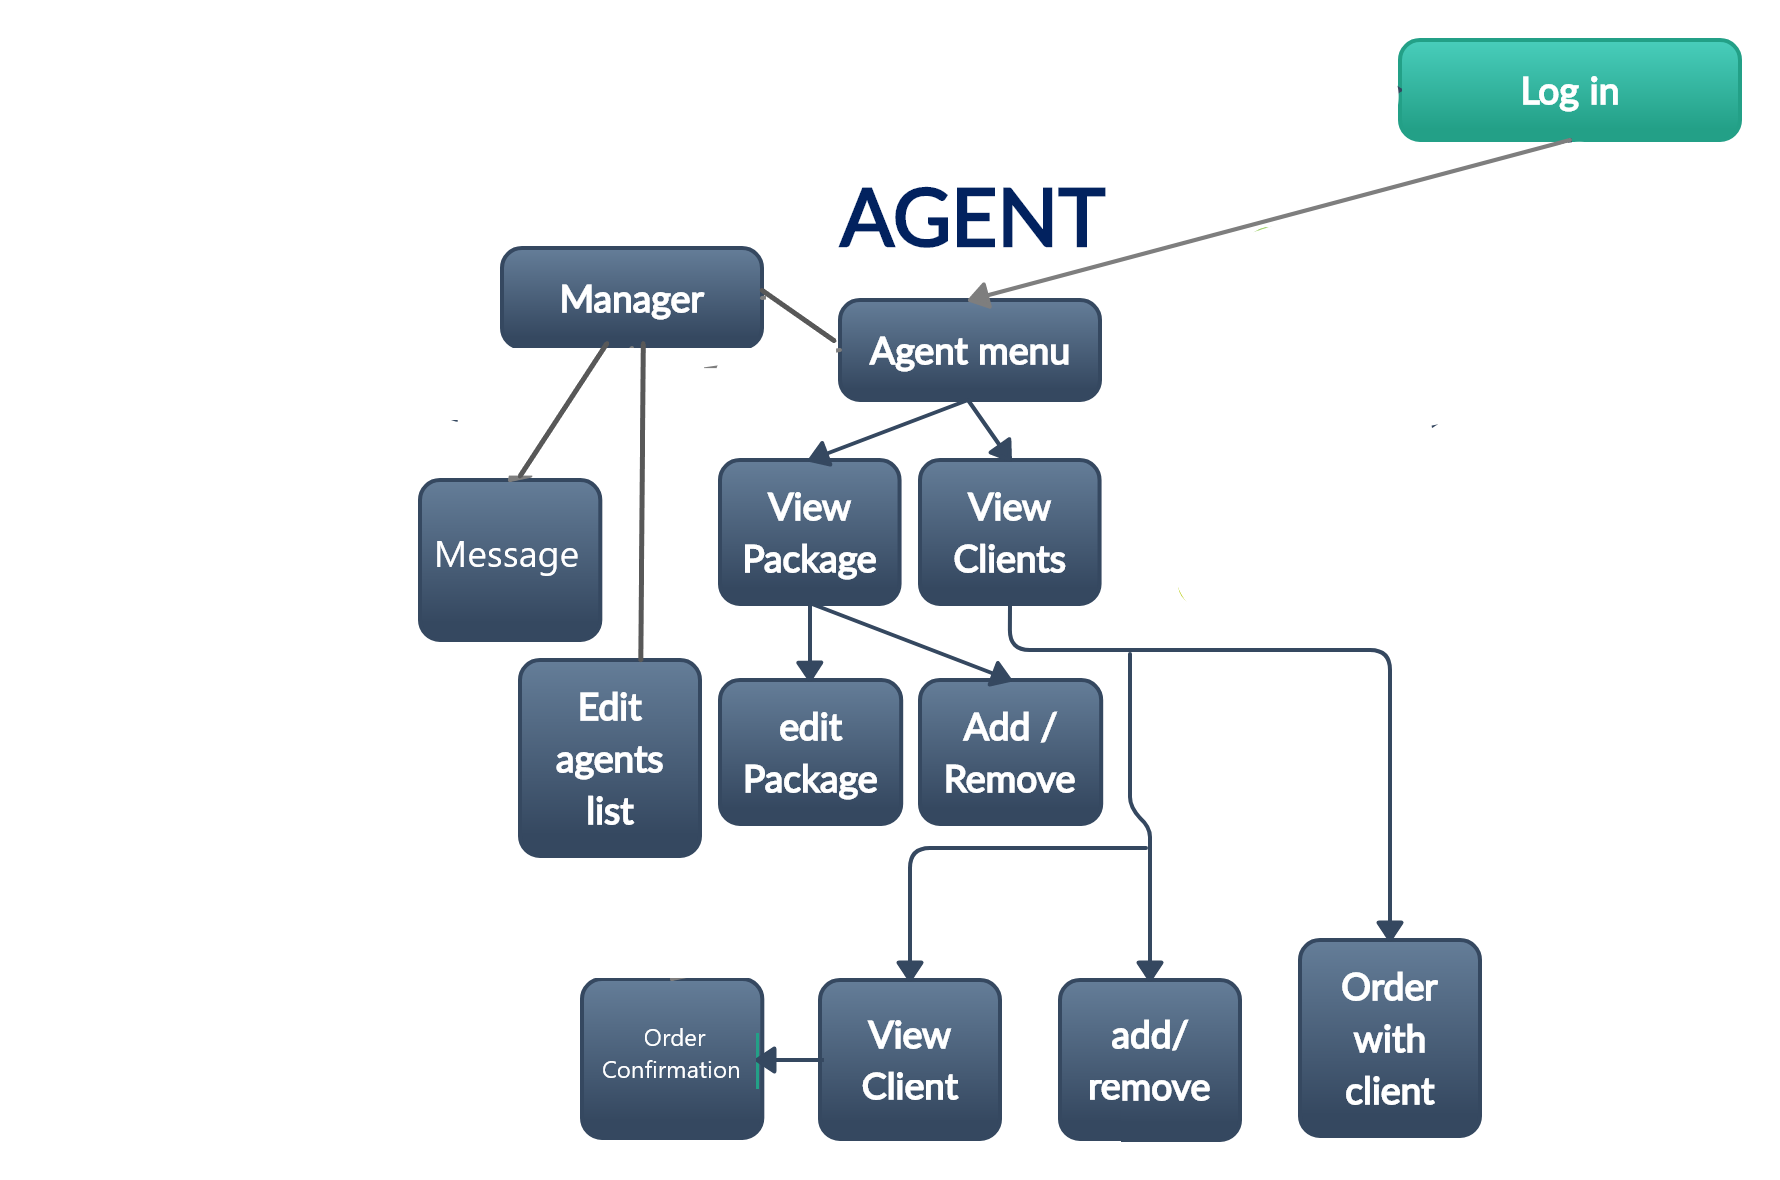 Log in
AGENT
Manager
Agent menu
View
Package
View
Clients
Message
Edit
agents
list
edit
Package
Add /
Remove
Order
Confirmation
View
Client
add/
remove
Order
with
client